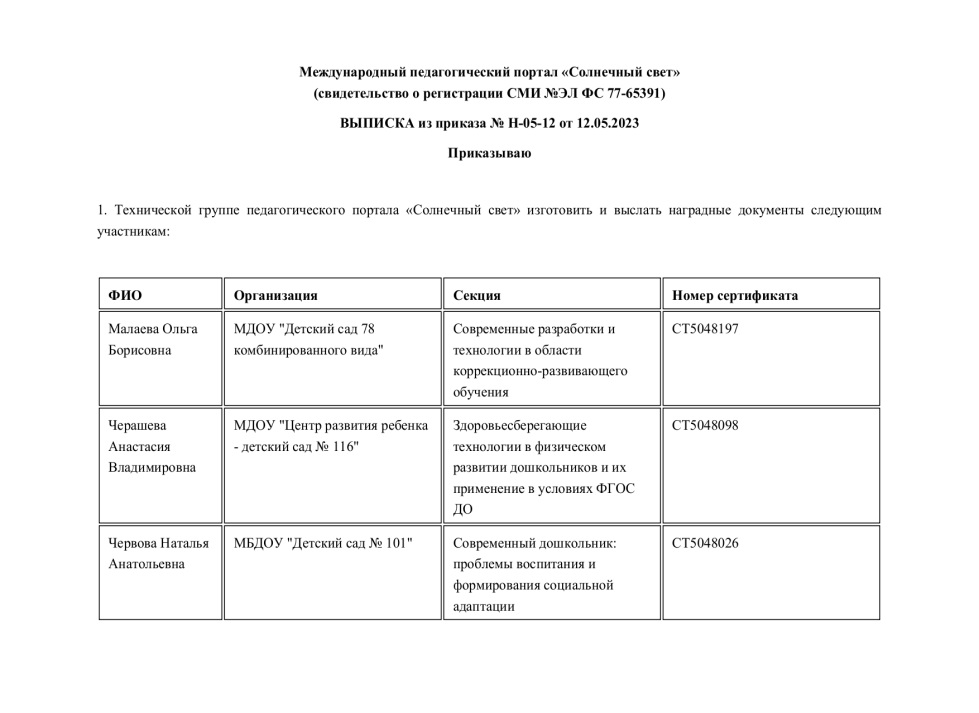 Международный педагогический портал «Солнечный свет»
(свидетельство о регистрации СМИ №ЭЛ ФС 77-65391)
ВЫПИСКА из приказа № Н-05-12 от 12.05.2023
Приказываю
1. Технической группе педагогического портала «Солнечный свет» изготовить и выслать наградные документы следующим
участникам:
ФИО
Организация
Секция
Номер сертификата
Малаева Ольга
Борисовна
МДОУ "Детский сад 78
комбинированного вида"
Современные разработки и
технологии в области
коррекционно-развивающего
обучения
СТ5048197
Черашева
Анастасия
Владимировна
МДОУ "Центр развития ребенка
- детский сад № 116"
Здоровьесберегающие
технологии в физическом
развитии дошкольников и их
применение в условиях ФГОС
ДО
СТ5048098
Червова Наталья
Анатольевна
МБДОУ "Детский сад № 101"
Современный дошкольник:
проблемы воспитания и
формирования социальной
адаптации
СТ5048026